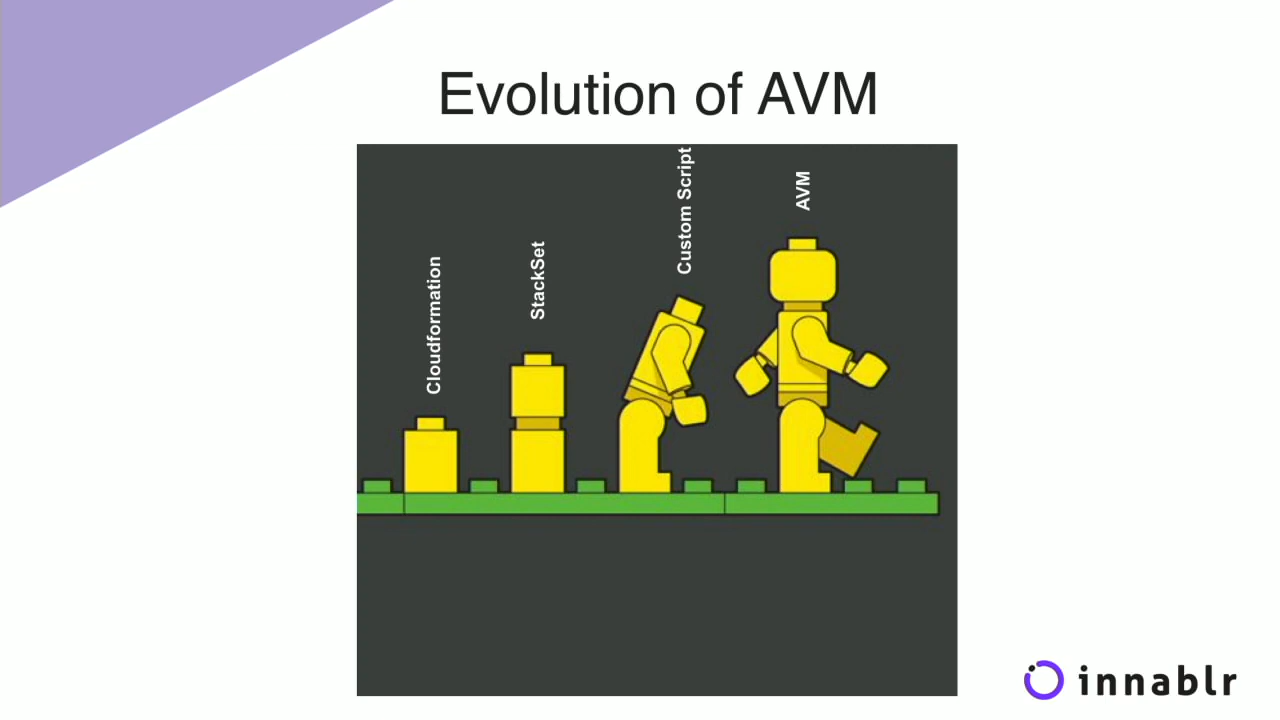 Evolution of AVM
Cloudformation
StackSet
Custom Script
AVM
innablr